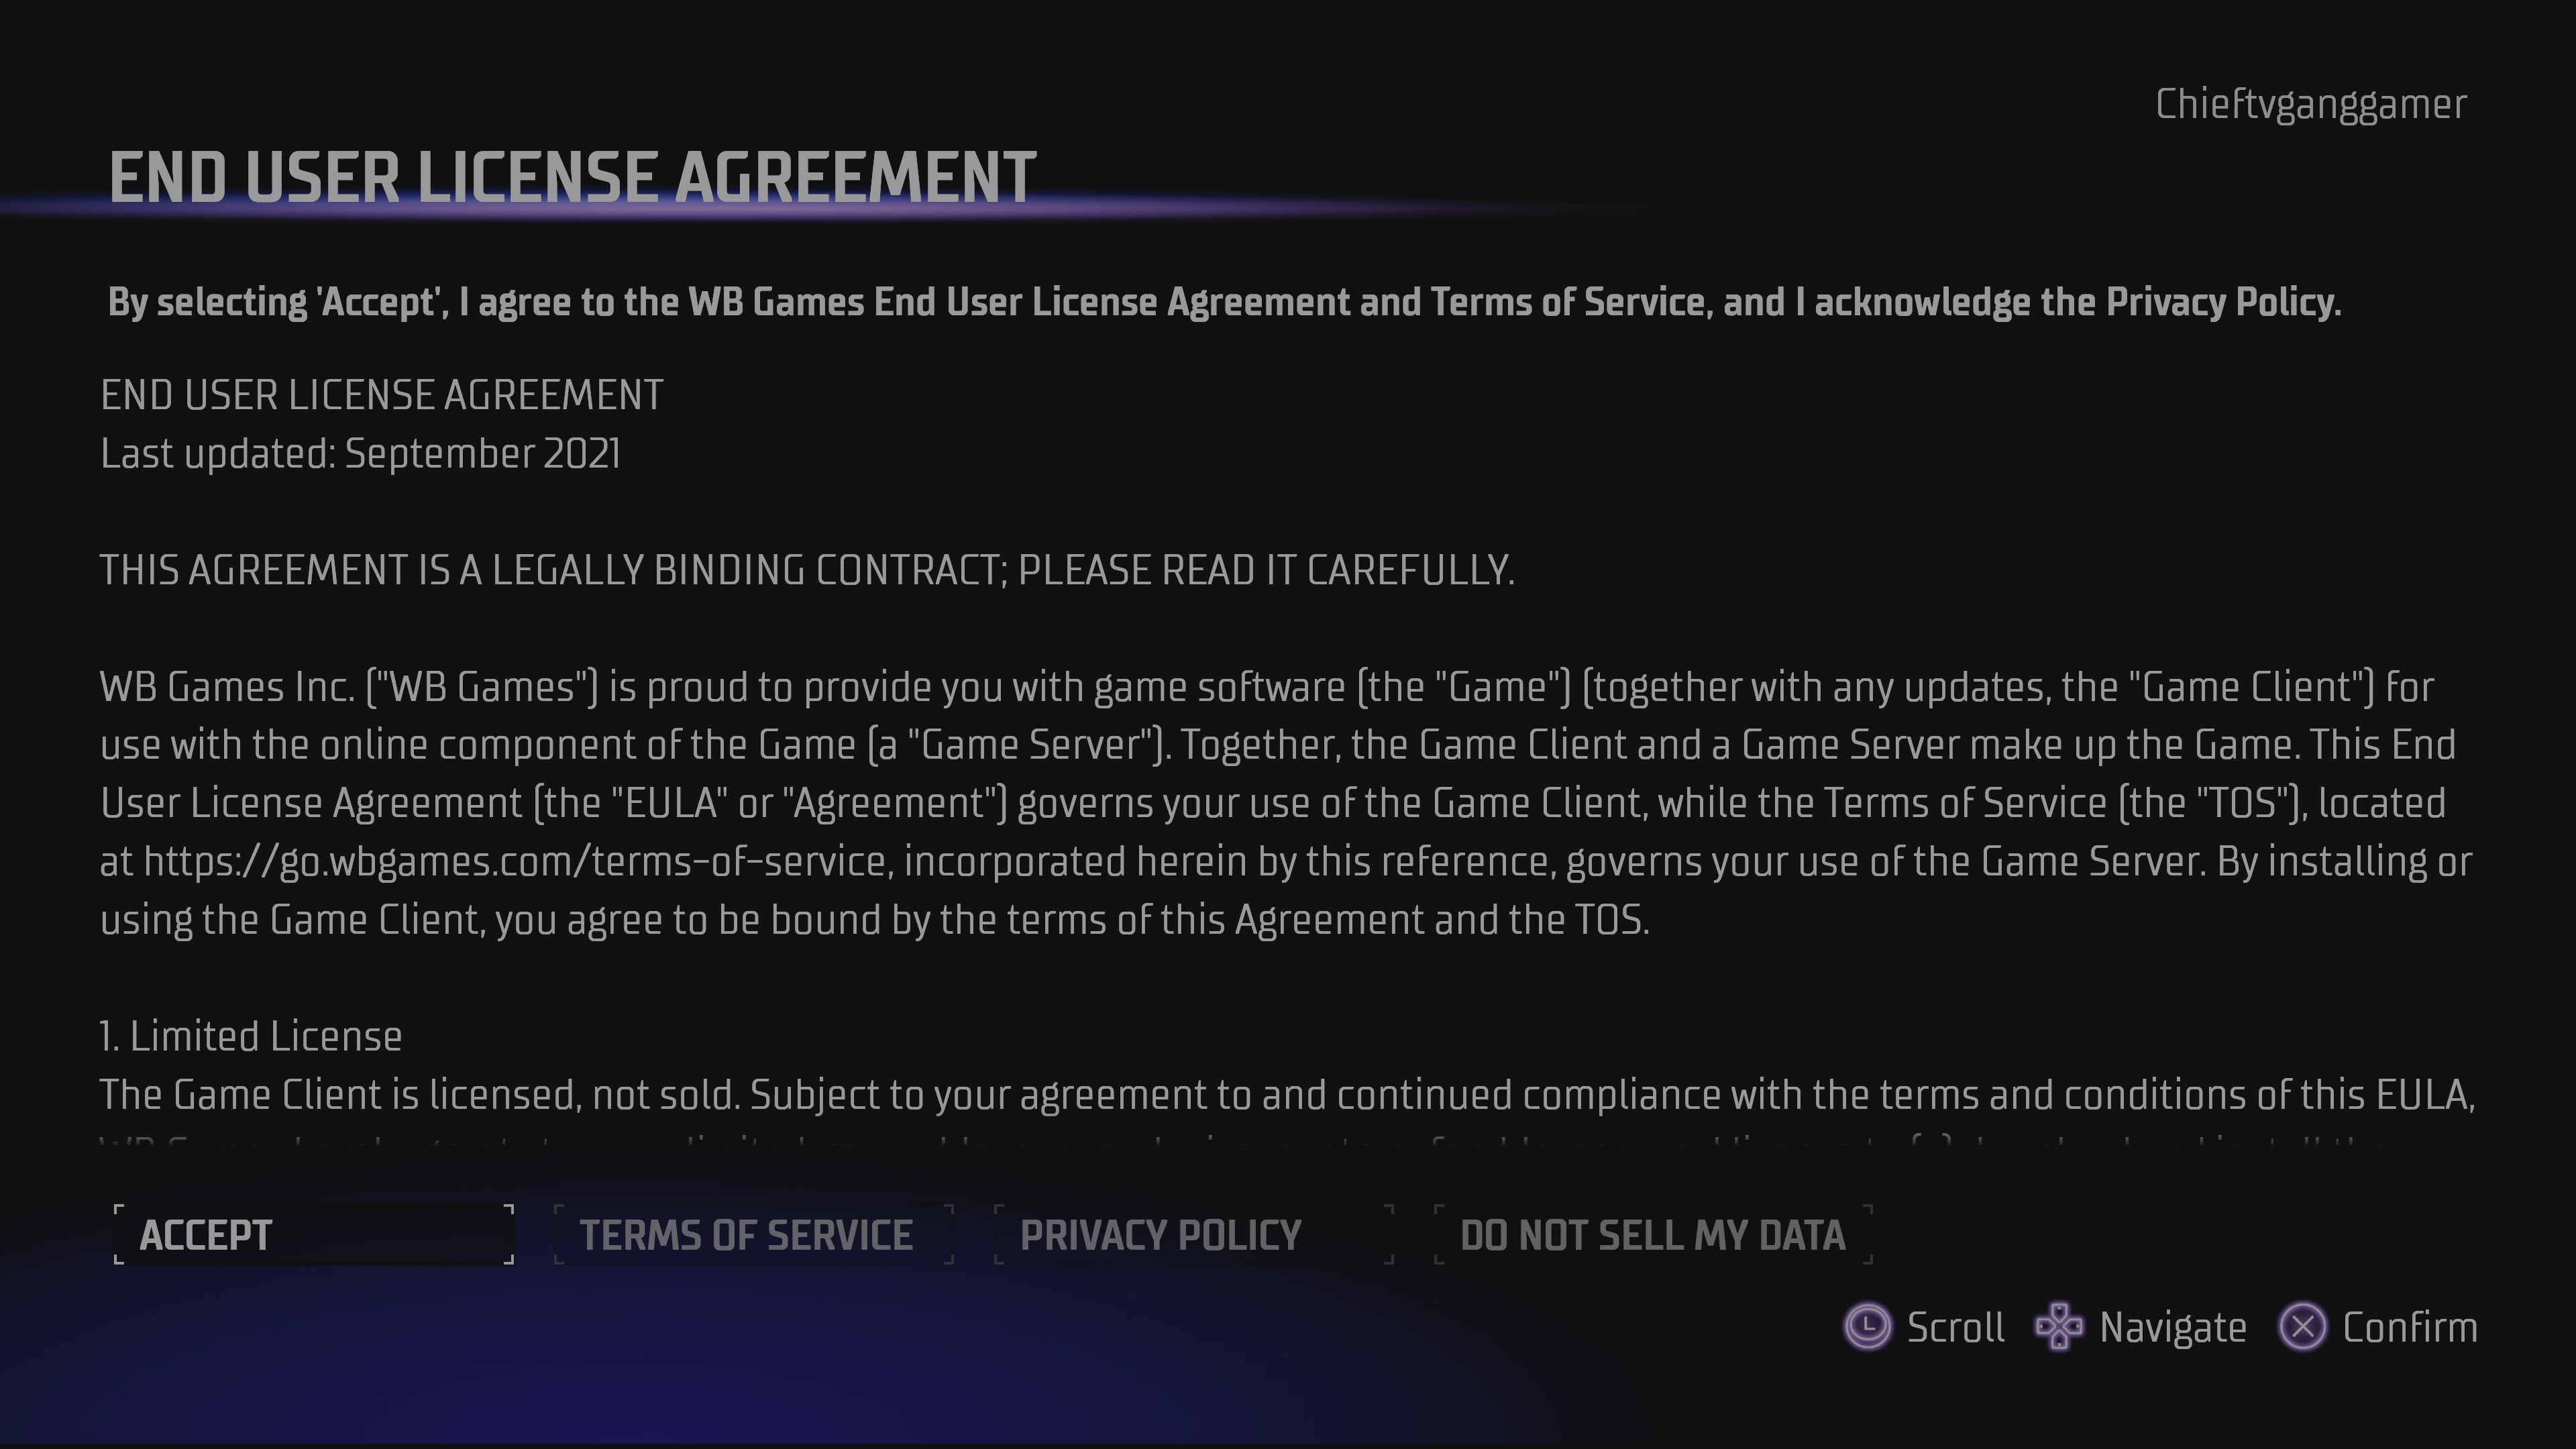 Chieftvganggamer
END USER LICENSE AGREEMENT
By selecting 'Accept', I agree to the WB Games End User License Agreement and Terms of Service, and I acknowledge the Privacy Policy.
END USER LICENSE AGREEMENT
Last updated: September 2021
THIS AGREEMENT IS A LEGALLY BINDING CONTRACT; PLEASE READ IT CAREFULLY.
WB Games Inc. ("WB Games") is proud to provide you with game software (the "Game") (together with any updates, the "Game Client") for
use with the online component of the Game (a "Game Server"). Together, the Game Client and a Game Server make up the Game. This End
User License Agreement (the "EULA" or "Agreement") governs your use of the Game Client, while the Terms of Service (the "TOS"), located
at https://go.wbgames.com/terms-of-service, incorporated herein by this reference, governs your use of the Game Server. By installing or
using the Game Client, you agree to be bound by the terms of this Agreement and the TOS.
1. Limited License
The Game Client is licensed, not sold. Subject to your agreement to and continued compliance with the terms and conditions of this EULA,
ACCEPT TERMS OF SERVICE PRIVACY POLICY DO NOT SELL MY DATA
L Scroll Navigate Confirm